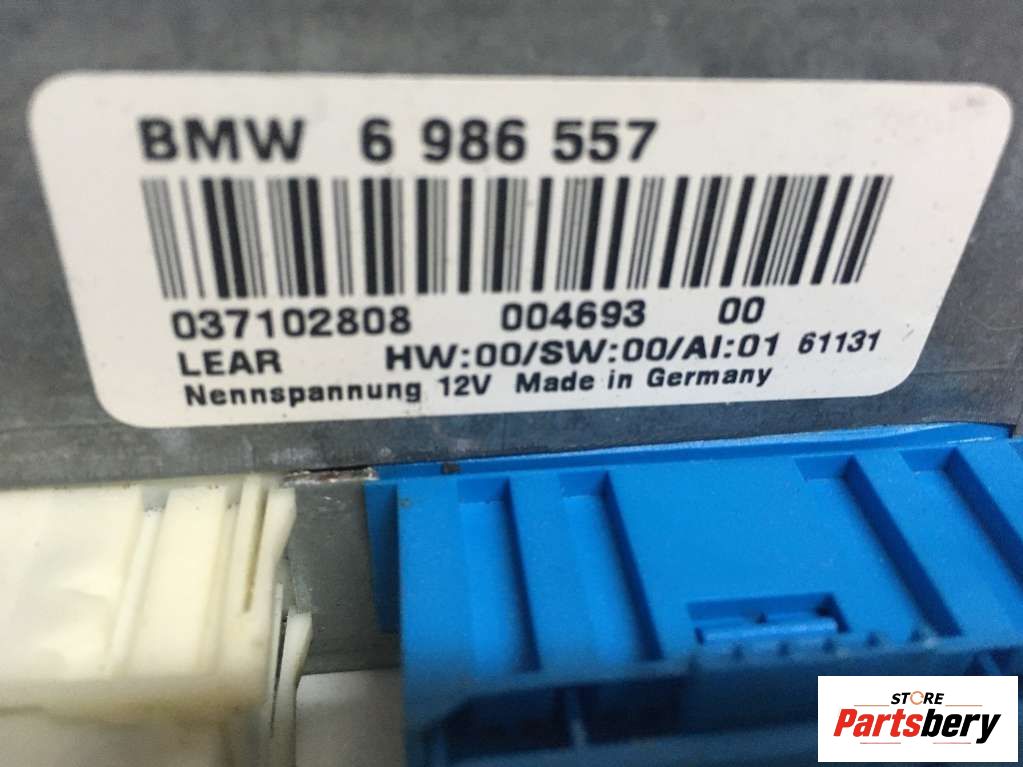 BMW 6 986 557
037102808 004693 00
LEAR HW:00/SW:00/AI:01 61131
Nennspannung 12V Made in Germany
STORE
Partsbery